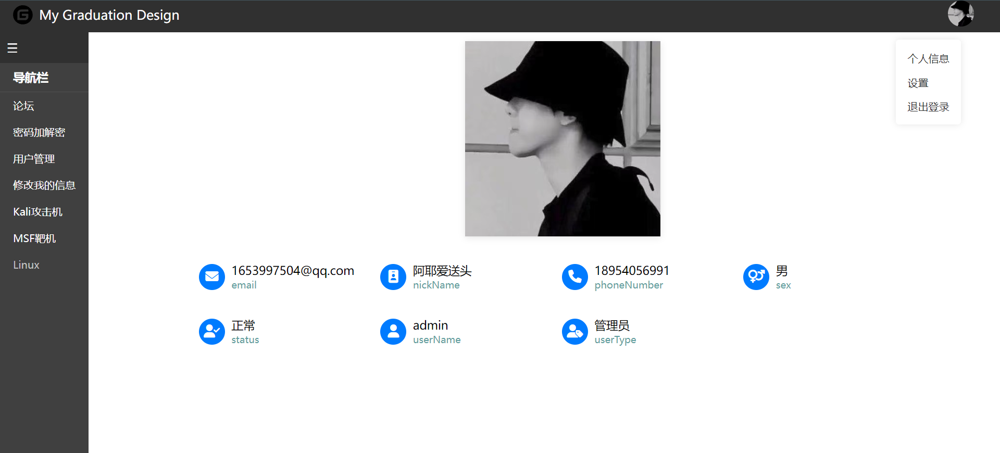 My Graduation Design
个人信息
设置
退出登录
导航栏
论坛
密码加解密
用户管理
修改我的信息
Kali攻击机
MSF靶机
Linux
1653997504@qq.com
email
阿耶爱送头
nickName
18954056991
phoneNumber
男
sex
正常
status
admin
userName
管理员
userType